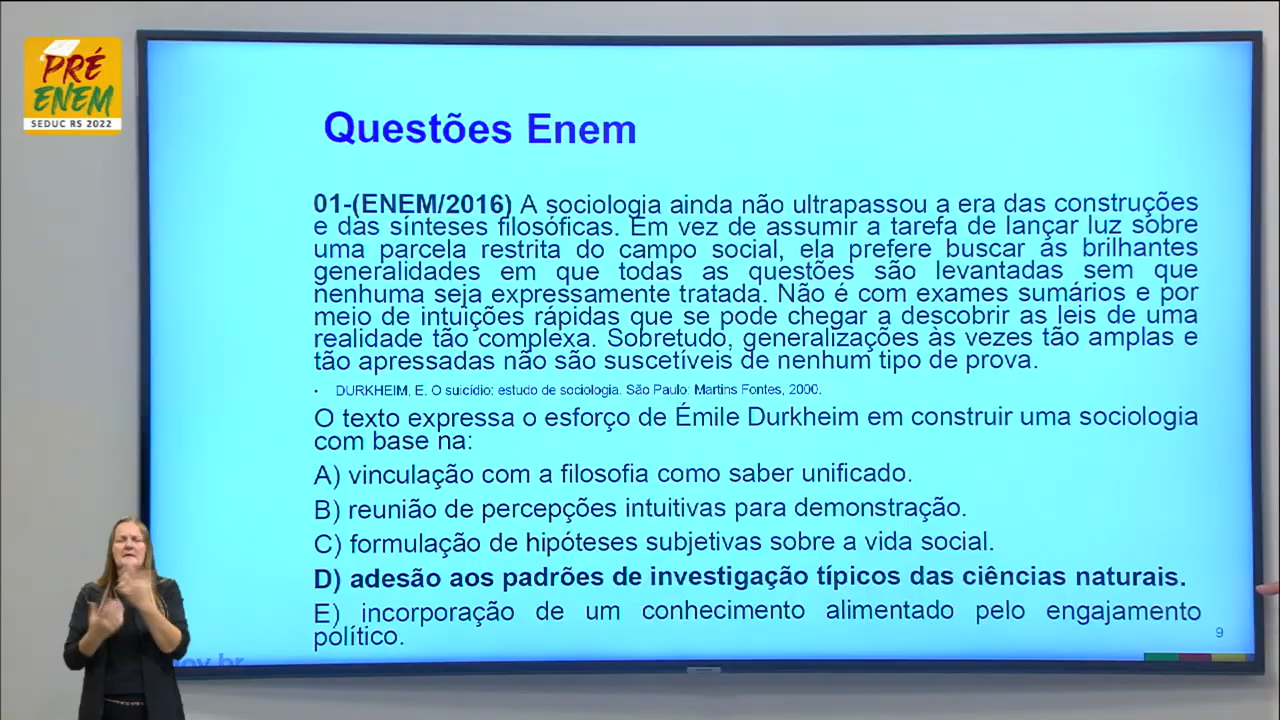 PRÉ
ENEM
SEDUC RS 2022
Questões Enem
01-(ENEM/2016) A sociologia ainda não ultrapassou a era das construções
e das sínteses filosóficas. Em vez de assumir a tarefa de lançar luz sobre
uma parcela restrita do campo social, ela prefere buscar as brilhantes
generalidades em que todas as questões são levantadas sem que
nenhuma seja expressamente tratada. Não é com exames sumários e por
meio de intuições rápidas que se pode chegar a descobrir as leis de uma
realidade tão complexa. Sobretudo, generalizações às vezes tão amplas e
tão apressadas não são suscetíveis de nenhum tipo de prova.
• DURKHEIM, E. O suicídio: estudo de sociologia. São Paulo: Martins Fontes, 2000.
O texto expressa o esforço de Émile Durkheim em construir uma sociologia
com base na:
A) vinculação com a filosofia como saber unificado.
B) reunião de percepções intuitivas para demonstração.
C) formulação de hipóteses subjetivas sobre a vida social.
D) adesão aos padrões de investigação típicos das ciências naturais.
E) incorporação de um conhecimento alimentado pelo engajamento
político.
9